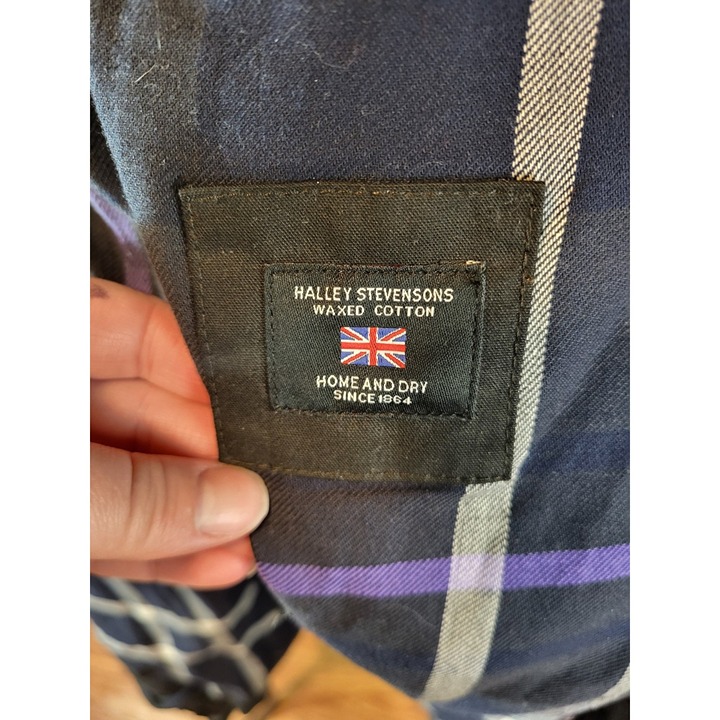 HALLEY STEVENSONS
WAXED COTTON
HOME AND DRY
SINCE 1864